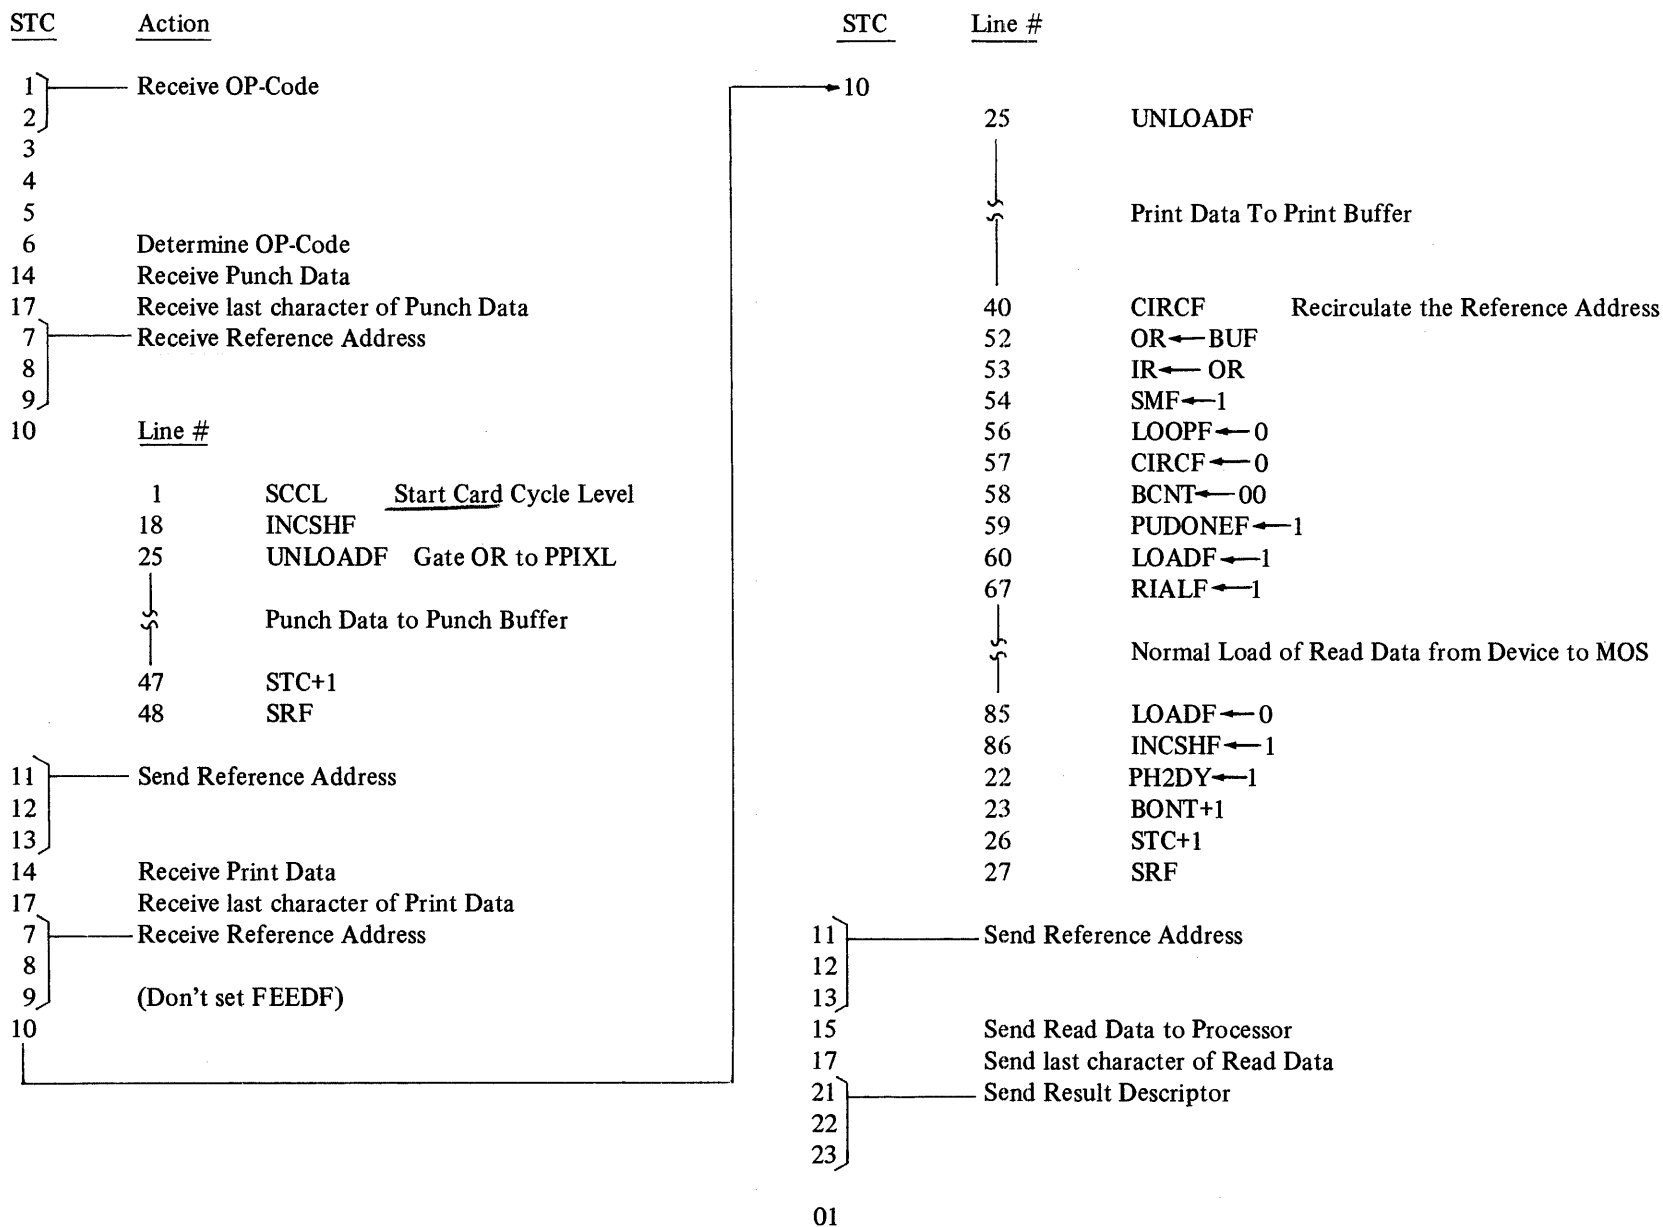 STC Action
1 Receive OP-Code
2
3
4
5
6 Determine OP-Code
14 Receive Punch Data
17 Receive last character of Punch Data
7 Receive Reference Address
8
9
10 Line #
1 SCCL Start Card Cycle Level
18 INCSHF
25 UNLOADF Gate OR to PPIXL
Punch Data to Punch Buffer
47 STC+1
48 SRF
11 Send Reference Address
12
13
14 Receive Print Data
17 Receive last character of Print Data
7 Receive Reference Address
8
9 (Don't set FEEDF)
10
STC Line #
10
25 UNLOADF
Print Data To Print Buffer
40 CIRCF Recirculate the Reference Address
52 OR←BUF
53 IR← OR
54 SMF←1
56 LOOPF←0
57 CIRCF←0
58 BCNT←00
59 PUDONEF←1
60 LOADF←1
67 RIALF←1
Normal Load of Read Data from Device to MOS
85 LOADF←0
86 INCSHF←1
22 PH2DY←1
23 BONT+1
26 STC+1
27 SRF
11 Send Reference Address
12
13
15 Send Read Data to Processor
17 Send last character of Read Data
21 Send Result Descriptor
22
23
01